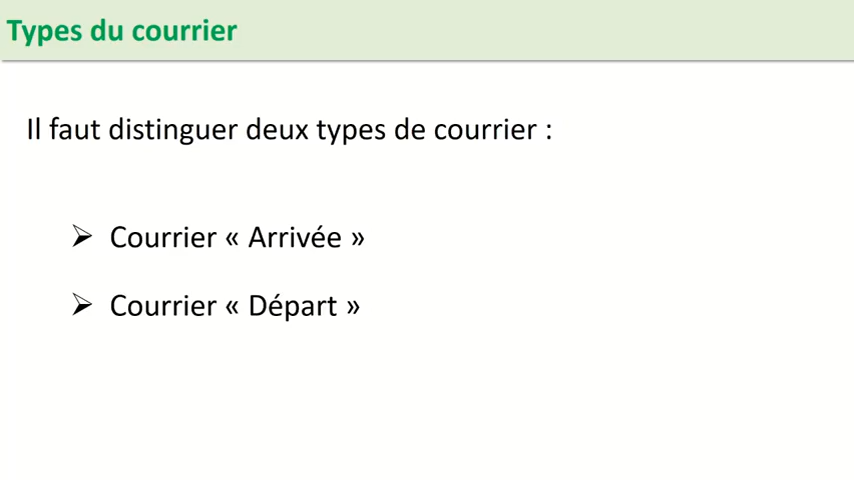 Types du courrier
Il faut distinguer deux types de courrier :
➢ Courrier « Arrivée »
➢ Courrier « Départ »